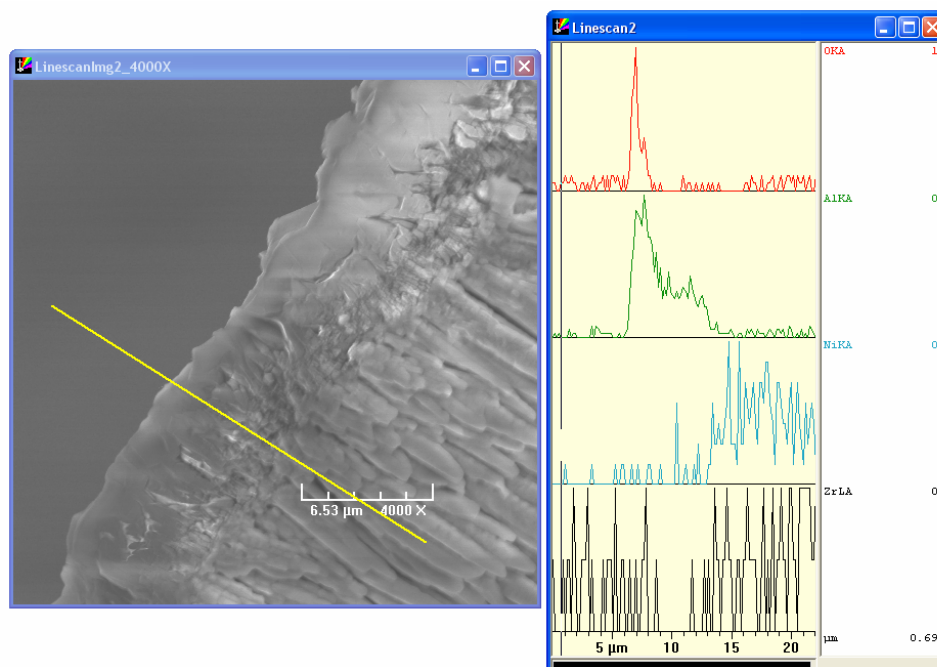 LinescanImg2_4000X
6.53 µm 4000 X
Linescan2
OKA 1
AlKA 0
NiKA 0
ZrLA 0
5 µm 10 15 20 µm 0.69